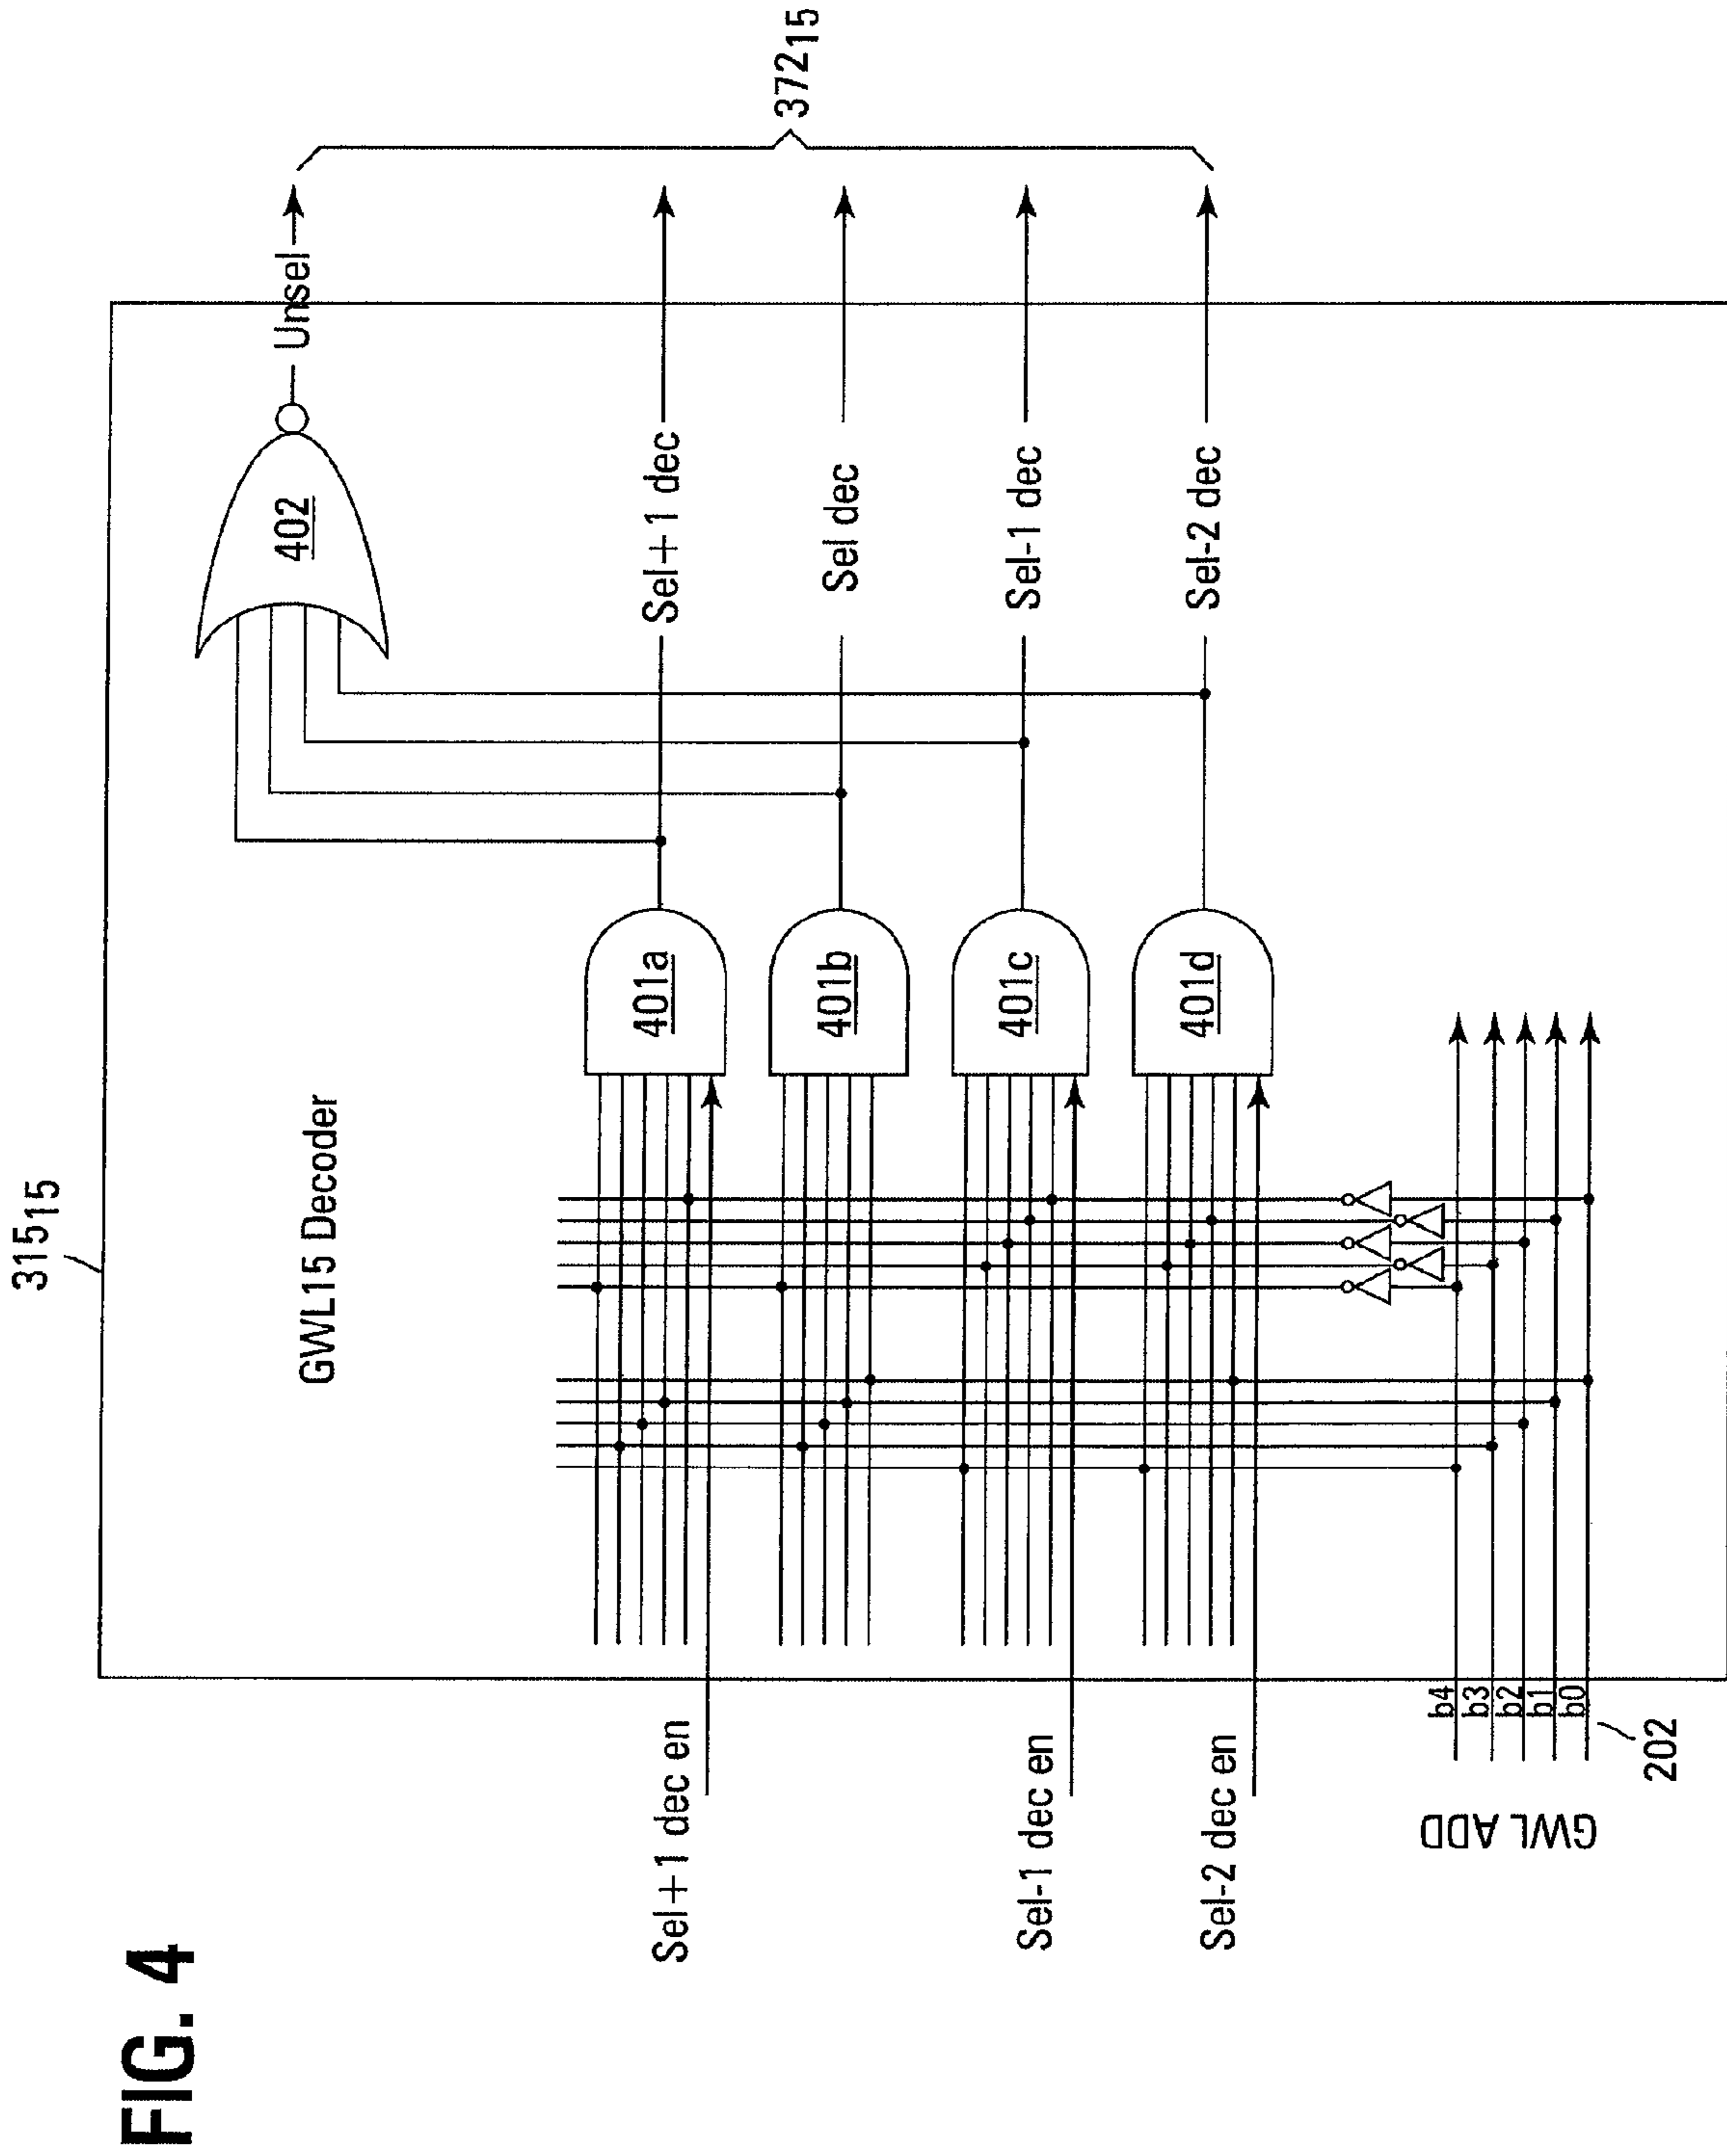 FIG. 4
315₁₅
GWL15 Decoder
402
Unsel
372₁₅
Sel+1 dec en
401a
Sel+1 dec
401b
Sel dec
Sel-1 dec en
401c
Sel-1 dec
Sel-2 dec en
401d
Sel-2 dec
GWL ADD
b4
b3
b2
b1
b0
202